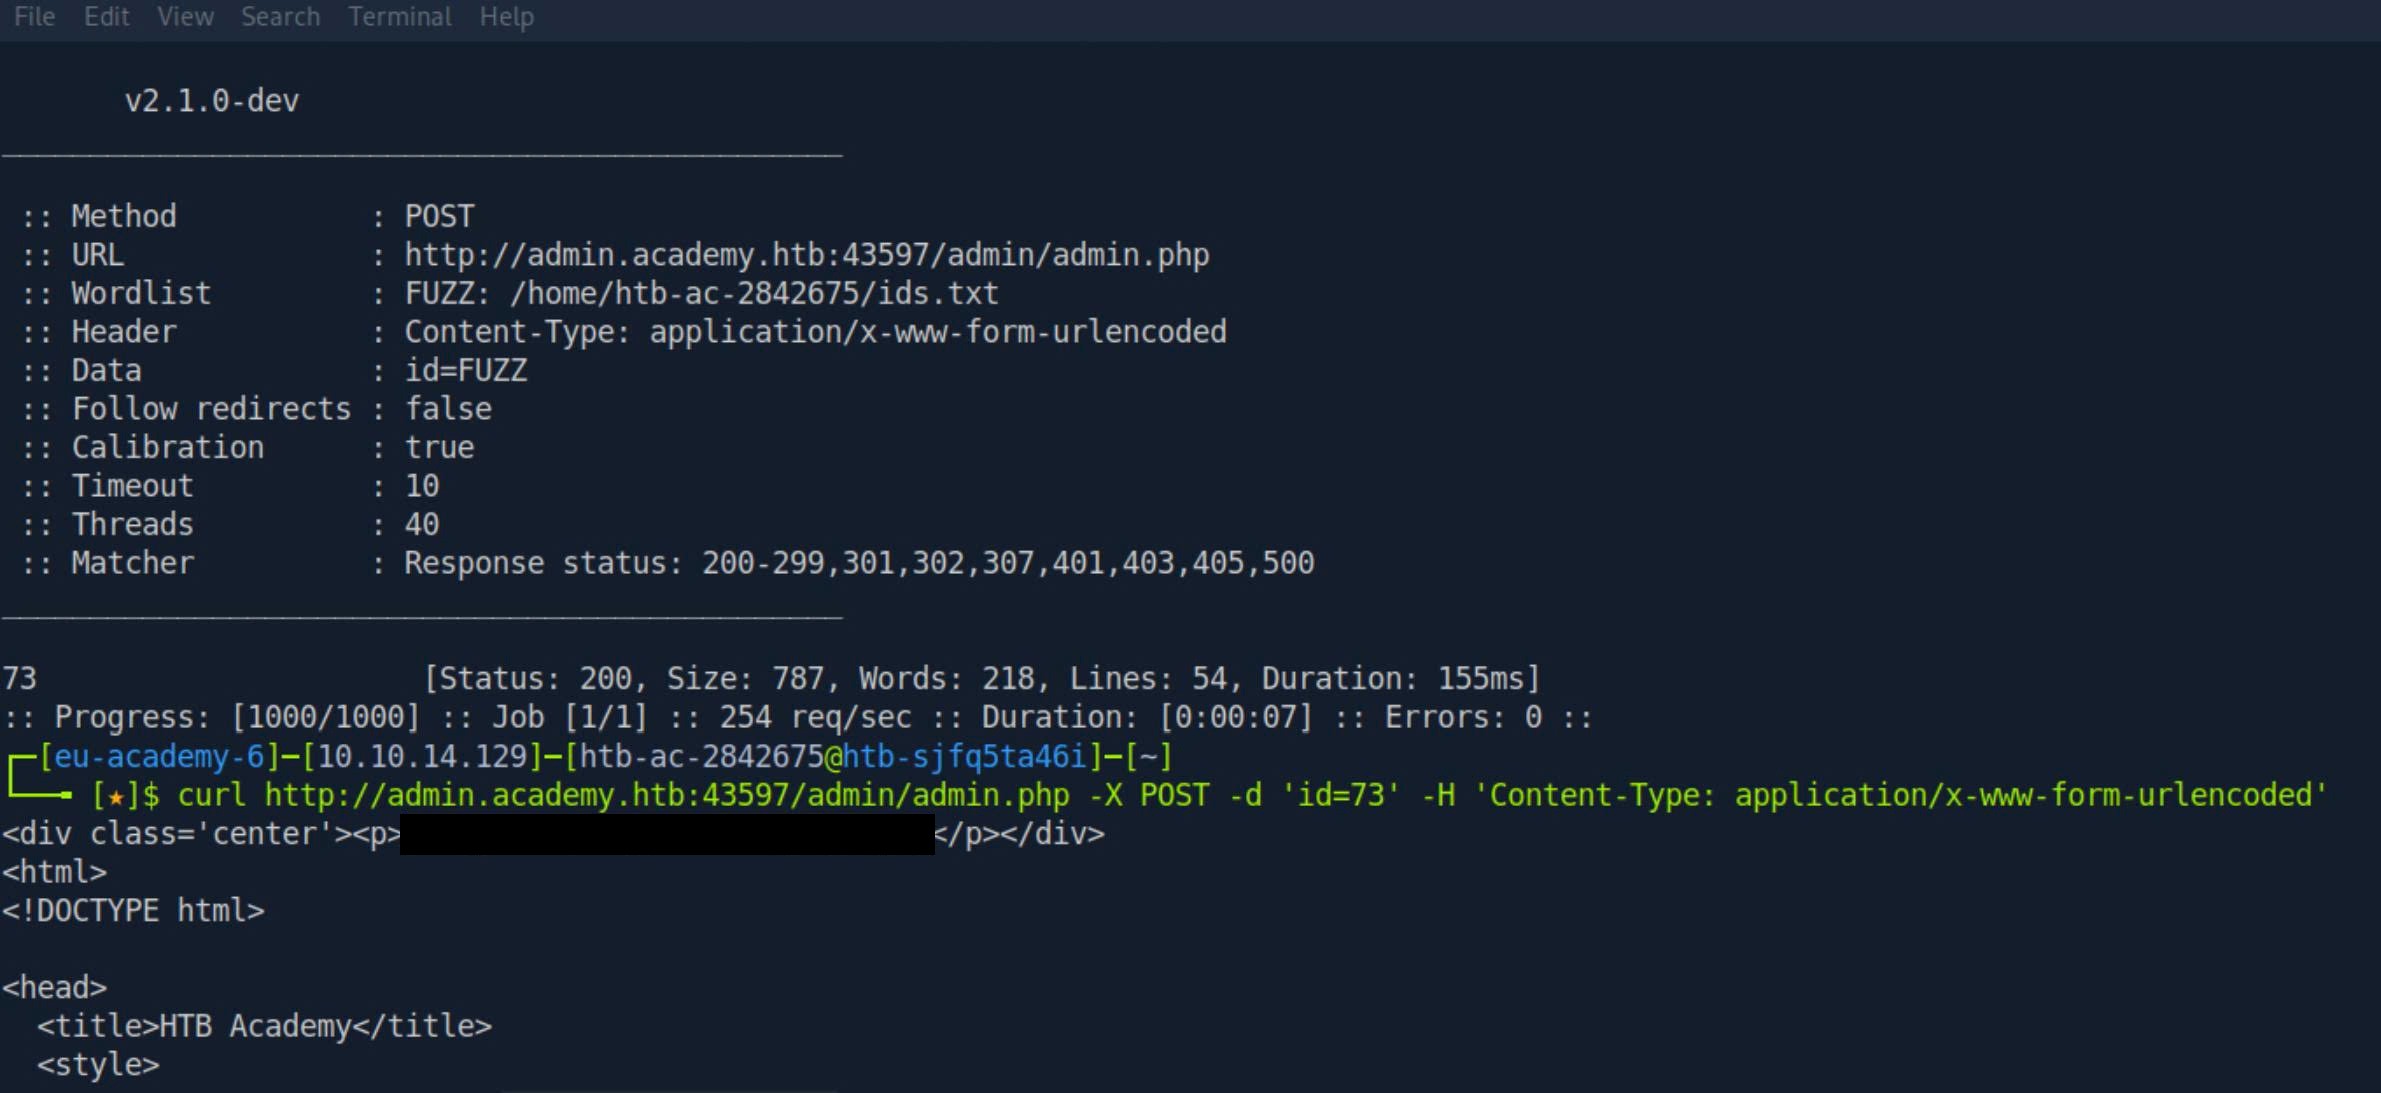 File Edit View Search Terminal Help
v2.1.0-dev
________________________________________________
:: Method : POST
:: URL : http://admin.academy.htb:43597/admin/admin.php
:: Wordlist : FUZZ: /home/htb-ac-2842675/ids.txt
:: Header : Content-Type: application/x-www-form-urlencoded
:: Data : id=FUZZ
:: Follow redirects : false
:: Calibration : true
:: Timeout : 10
:: Threads : 40
:: Matcher : Response status: 200-299,301,302,307,401,403,405,500
________________________________________________
73 [Status: 200, Size: 787, Words: 218, Lines: 54, Duration: 155ms]
:: Progress: [1000/1000] :: Job [1/1] :: 254 req/sec :: Duration: [0:00:07] :: Errors: 0 ::
┌─[eu-academy-6]─[10.10.14.129]─[htb-ac-2842675@htb-sjfq5ta46i]─[~]
└──╼ [★]$ curl http://admin.academy.htb:43597/admin/admin.php -X POST -d 'id=73' -H 'Content-Type: application/x-www-form-urlencoded'
<div class='center'><p></p></div>
<html>
<!DOCTYPE html>
<head>
<title>HTB Academy</title>
<style>